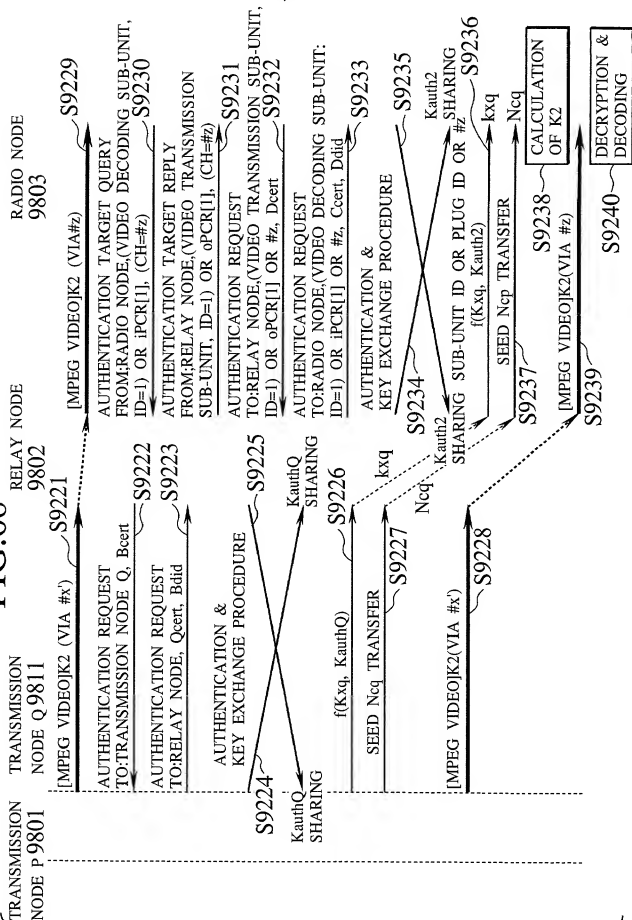 TRANSMISSION
NODE P 9801
TRANSMISSION
NODE Q 9811
RELAY NODE
9802
RADIO NODE
9803
[MPEG VIDEO]K2 (VIA #x')
S9221
AUTHENTICATION REQUEST
TO:TRANSMISSION NODE Q, Bcert
S9222
S9223
AUTHENTICATION REQUEST
TO:RELAY NODE, Qcert, Bdid
AUTHENTICATION &
KEY EXCHANGE PROCEDURE
S9224
S9225
KauthQ
SHARING
KauthQ
SHARING
S9226
f(Kxq, KauthQ)
kxq
SEED Ncq TRANSFER
S9227
Ncq
[MPEG VIDEO]K2(VIA #x')
S9228
[MPEG VIDEO]K2 (VIA#z)
S9229
AUTHENTICATION TARGET QUERY
FROM;RADIO NODE,(VIDEO DECODING SUB-UNIT,
ID=1) OR iPCR[1], (CH=#z)
S9230
AUTHENTICATION TARGET REPLY
FROM;RELAY NODE,(VIDEO TRANSMISSION
SUB-UNIT, ID=1) OR oPCR[1], (CH=#z)
S9231
AUTHENTICATION REQUEST
TO:RELAY NODE,(VIDEO TRANSMISSION SUB-UNIT,
ID=1) OR oPCR[1] OR #z, Dcert
S9232
AUTHENTICATION REQUEST
TO:RADIO NODE,(VIDEO DECODING SUB-UNIT:
ID=1) OR iPCR[1] OR #z, Ccert, Ddid
S9233
AUTHENTICATION &
KEY EXCHANGE PROCEDURE
S9234
S9235
Kauth2
SHARING
Kauth2
SHARING
SUB-UNIT ID OR PLUG ID OR #z
S9236
f(Kxq, Kauth2)
kxq
SEED Ncp TRANSFER
Ncq
S9237
S9238
CALCULATION
OF K2
[MPEG VIDEO]K2(VIA #z)
S9239
S9240
DECRYPTION &
DECODING